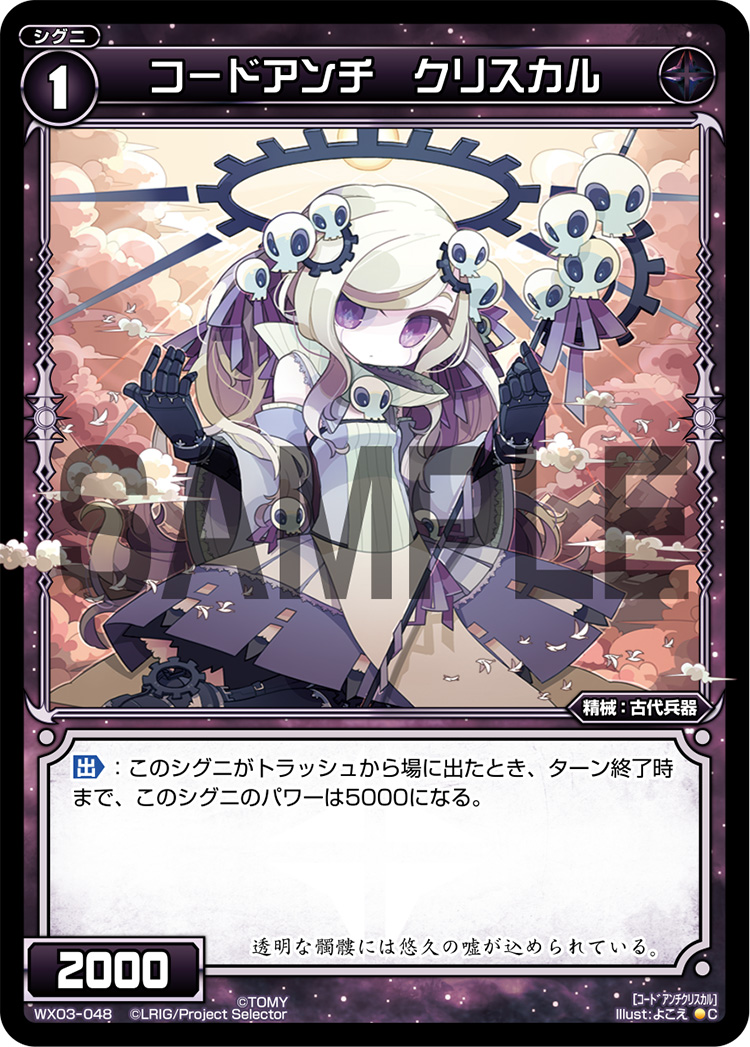 シグニ
1
コードアンチ　クリスカル
SAMPLE
精械：古代兵器
出：このシグニがトラッシュから場に出たとき、ターン終了時
まで、このシグニのパワーは5000になる。
透明な髑髏には悠久の嘘が込められている。
2000
©TOMY
[コードアンチクリスカル]
WX03-048 ©LRIG/Project Selector
Illust:よこえ C